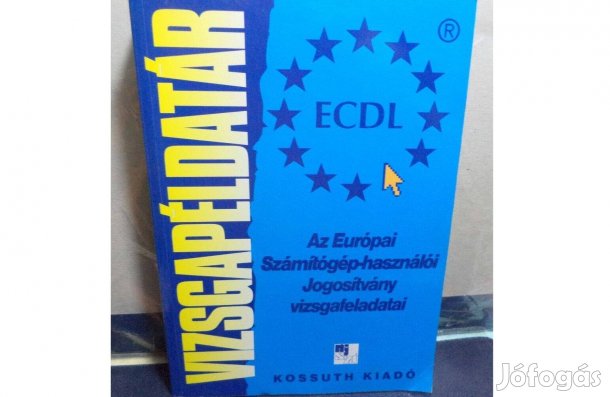 VIZSGAPÉLDATÁR
®
ECDL
Az Európai
Számítógép-használói
Jogosítvány
vizsgafeladatai
KOSSUTH KIADÓ
Jófogás